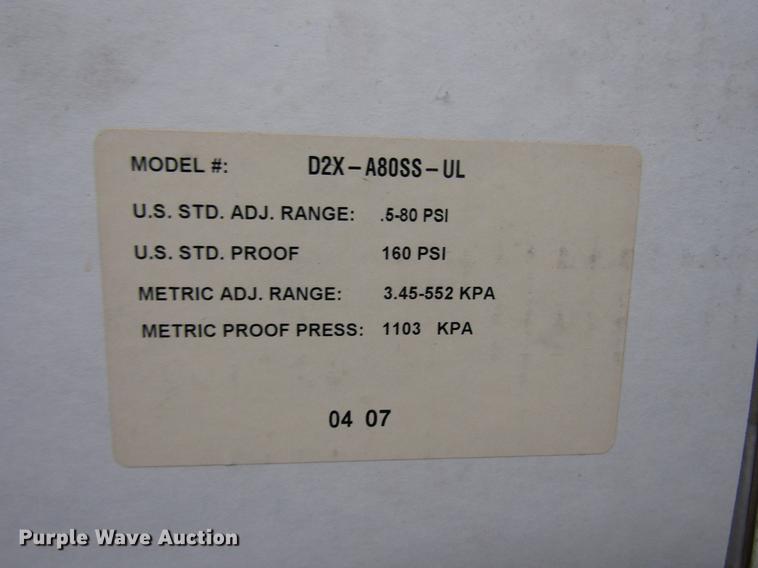 MODEL #: D2X-A80SS-UL
U.S. STD. ADJ. RANGE: .5-80 PSI
U.S. STD. PROOF 160 PSI
METRIC ADJ. RANGE: 3.45-552 KPA
METRIC PROOF PRESS: 1103 KPA
04 07
Purple Wave Auction